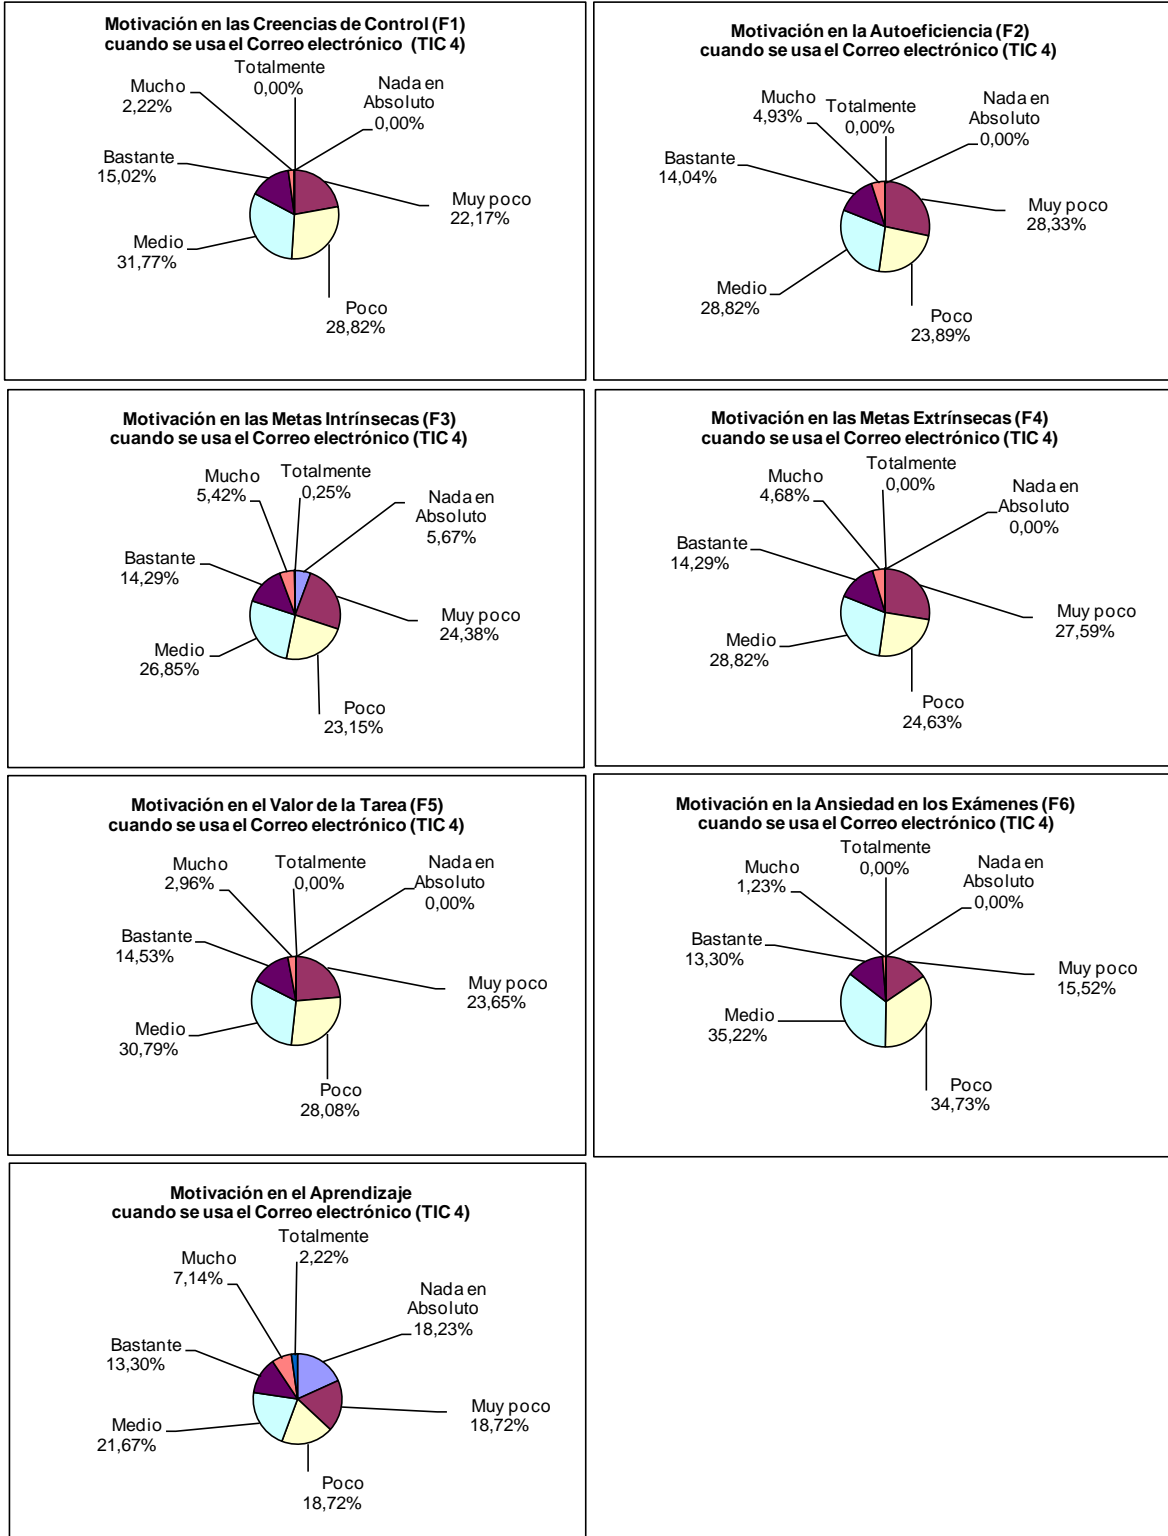 Motivación en las Creencias de Control (F1)
cuando se usa el Correo electrónico (TIC 4)
Totalmente
0,00%
Nada en
Absoluto
0,00%
Muy poco
22,17%
Poco
28,82%
Medio
31,77%
Bastante
15,02%
Mucho
2,22%
Motivación en la Autoeficiencia (F2)
cuando se usa el Correo electrónico (TIC 4)
Totalmente
0,00%
Nada en
Absoluto
0,00%
Muy poco
28,33%
Poco
23,89%
Medio
28,82%
Bastante
14,04%
Mucho
4,93%
Motivación en las Metas Intrínsecas (F3)
cuando se usa el Correo electrónico (TIC 4)
Totalmente
0,25%
Nada en
Absoluto
5,67%
Muy poco
24,38%
Poco
23,15%
Medio
26,85%
Bastante
14,29%
Mucho
5,42%
Motivación en las Metas Extrínsecas (F4)
cuando se usa el Correo electrónico (TIC 4)
Totalmente
0,00%
Nada en
Absoluto
0,00%
Muy poco
27,59%
Poco
24,63%
Medio
28,82%
Bastante
14,29%
Mucho
4,68%
Motivación en el Valor de la Tarea (F5)
cuando se usa el Correo electrónico (TIC 4)
Totalmente
0,00%
Nada en
Absoluto
0,00%
Muy poco
23,65%
Poco
28,08%
Medio
30,79%
Bastante
14,53%
Mucho
2,96%
Motivación en la Ansiedad en los Exámenes (F6)
cuando se usa el Correo electrónico (TIC 4)
Totalmente
0,00%
Nada en
Absoluto
0,00%
Muy poco
15,52%
Poco
34,73%
Medio
35,22%
Bastante
13,30%
Mucho
1,23%
Motivación en el Aprendizaje
cuando se usa el Correo electrónico (TIC 4)
Totalmente
2,22%
Nada en
Absoluto
18,23%
Muy poco
18,72%
Poco
18,72%
Medio
21,67%
Bastante
13,30%
Mucho
7,14%